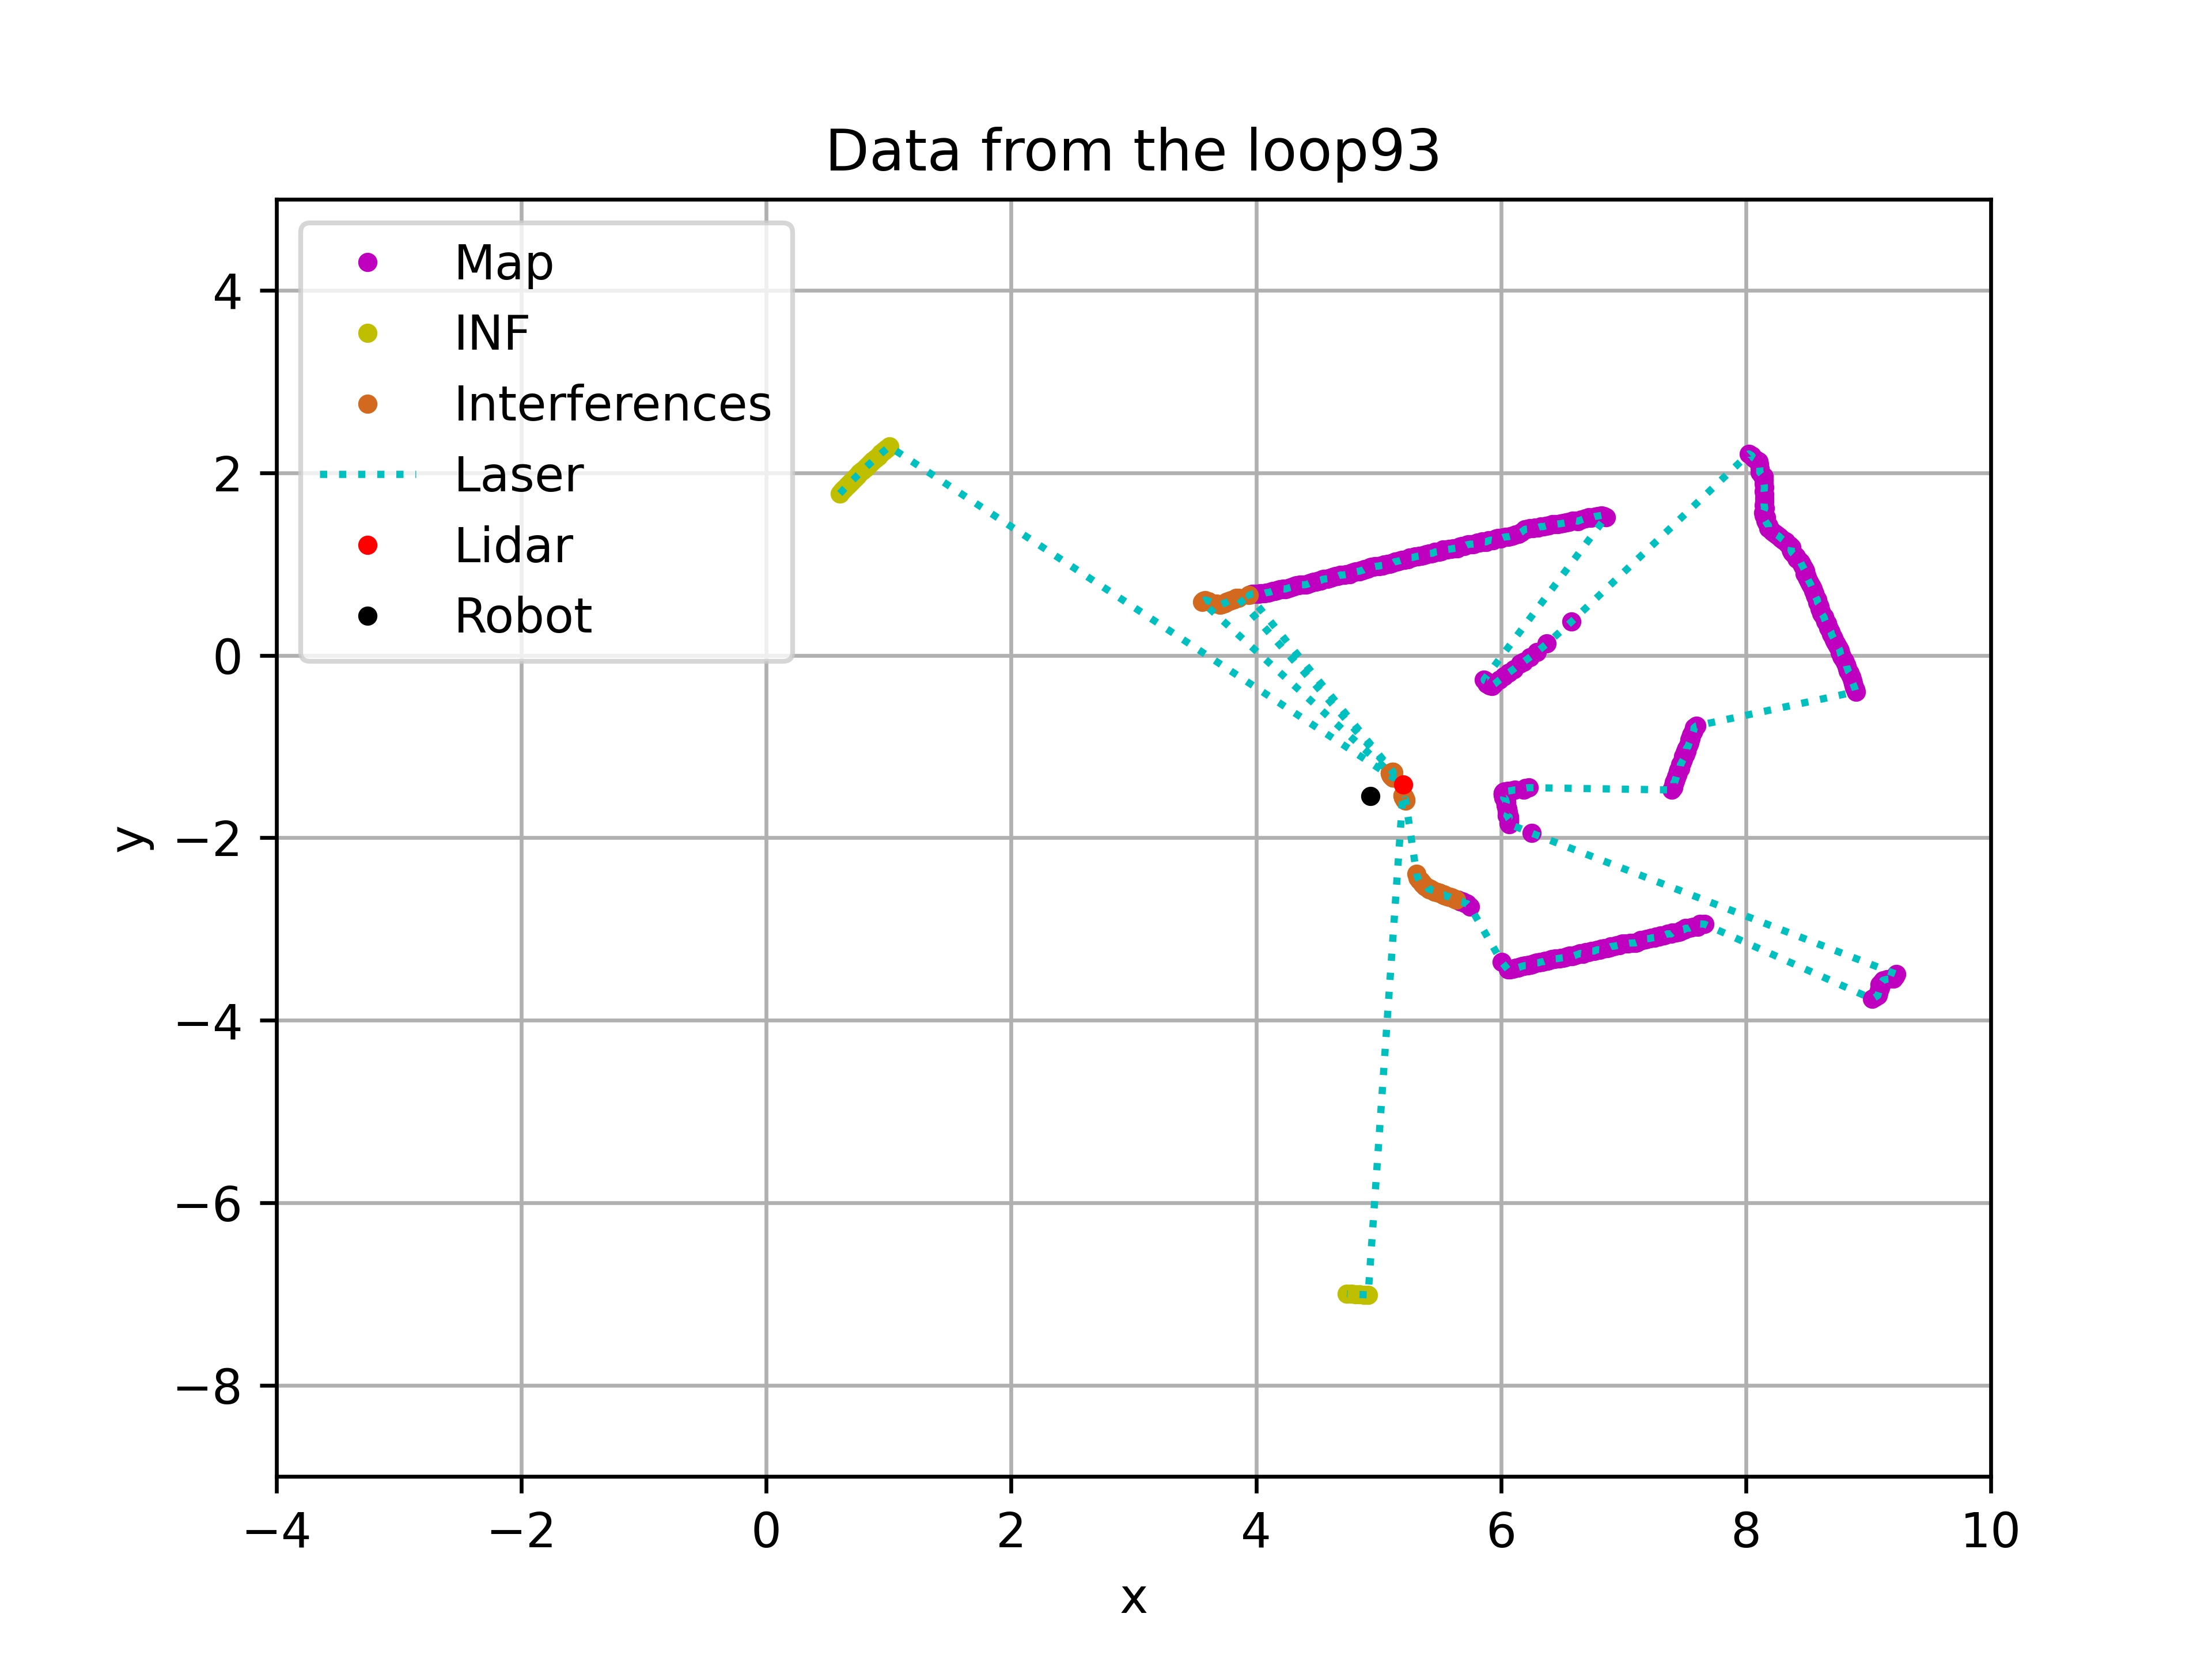 Data from the loop93
Map
INF
Interferences
Laser
Lidar
Robot
4
2
0
−2
−4
−6
−8
y
−4 −2 0 2 4 6 8 10
x